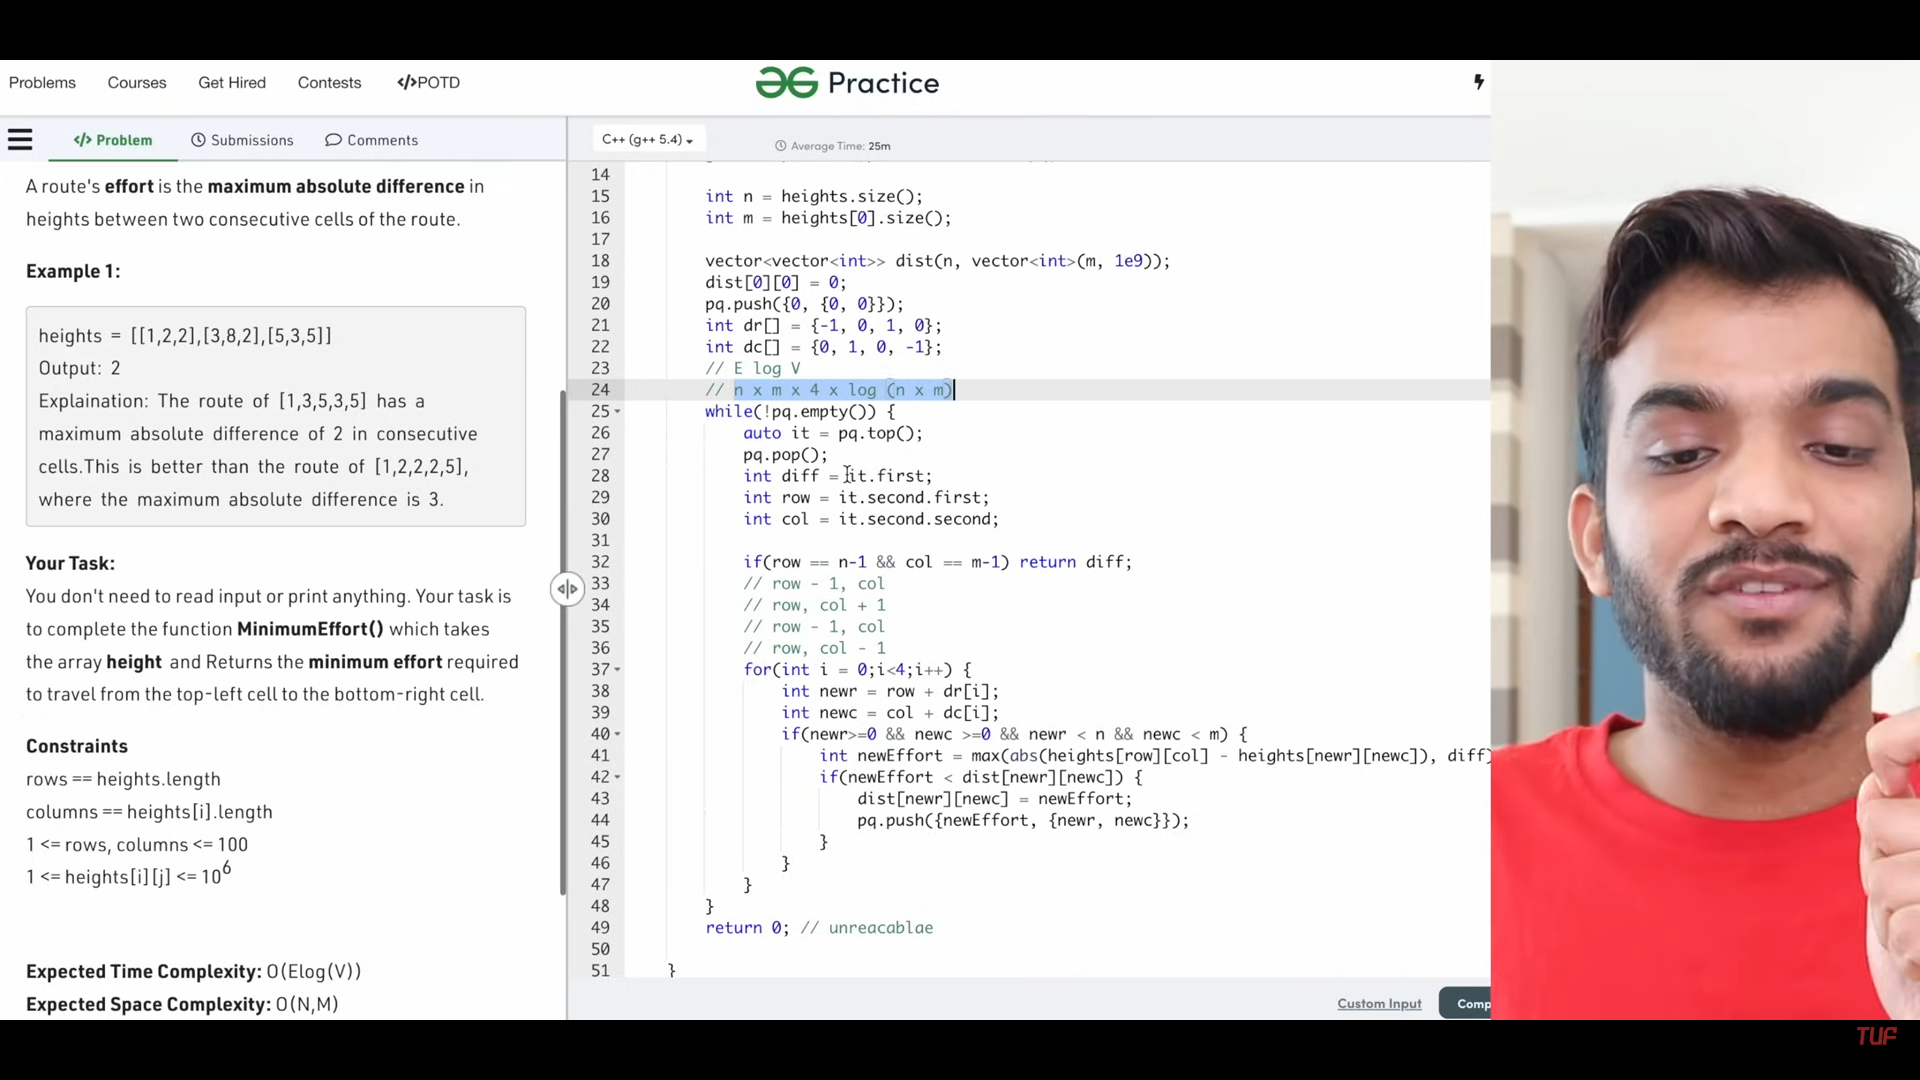 Problems Courses Get Hired Contests </>POTD
Practice
</> Problem Submissions Comments
C++ (g++ 5.4)
Average Time: 25m
A route's effort is the maximum absolute difference in
heights between two consecutive cells of the route.
Example 1:
heights = [[1,2,2],[3,8,2],[5,3,5]]
Output: 2
Explaination: The route of [1,3,5,3,5] has a
maximum absolute difference of 2 in consecutive
cells.This is better than the route of [1,2,2,2,5],
where the maximum absolute difference is 3.
Your Task:
You don't need to read input or print anything. Your task is
to complete the function MinimumEffort() which takes
the array height and Returns the minimum effort required
to travel from the top-left cell to the bottom-right cell.
Constraints
rows == heights.length
columns == heights[i].length
1 <= rows, columns <= 100
1 <= heights[i][j] <= 10^6
Expected Time Complexity: O(Elog(V))
Expected Space Complexity: O(N,M)
14
15 int n = heights.size();
16 int m = heights[0].size();
17
18 vector<vector<int>> dist(n, vector<int>(m, 1e9));
19 dist[0][0] = 0;
20 pq.push({0, {0, 0}});
21 int dr[] = {-1, 0, 1, 0};
22 int dc[] = {0, 1, 0, -1};
23 // E log V
24 // n x m x 4 x log (n x m)
25 while(!pq.empty()) {
26 auto it = pq.top();
27 pq.pop();
28 int diff = it.first;
29 int row = it.second.first;
30 int col = it.second.second;
31
32 if(row == n-1 && col == m-1) return diff;
33 // row - 1, col
34 // row, col + 1
35 // row - 1, col
36 // row, col - 1
37 for(int i = 0;i<4;i++) {
38 int newr = row + dr[i];
39 int newc = col + dc[i];
40 if(newr>=0 && newc >=0 && newr < n && newc < m) {
41 int newEffort = max(abs(heights[row][col] - heights[newr][newc]), diff)
42 if(newEffort < dist[newr][newc]) {
43 dist[newr][newc] = newEffort;
44 pq.push({newEffort, {newr, newc}});
45 }
46 }
47 }
48 }
49 return 0; // unreacablae
50
51 }
Custom Input Comp
TUF